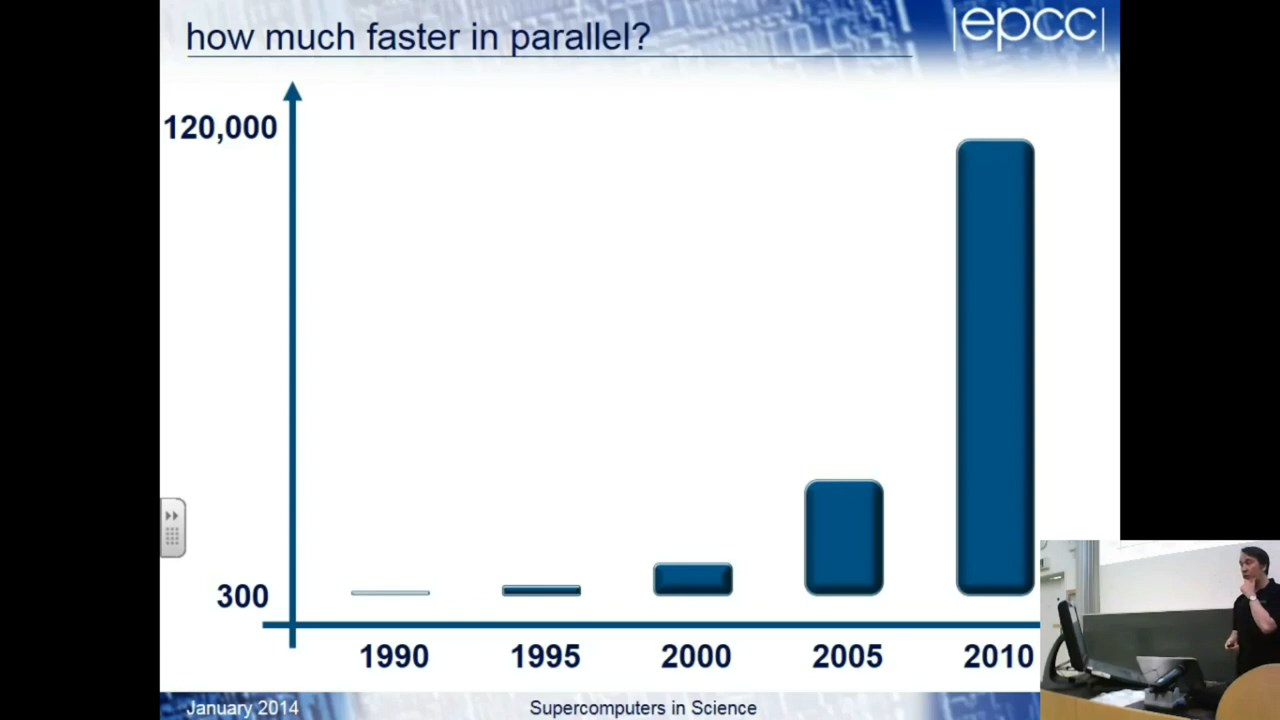 how much faster in parallel?
|epcc|
120,000
300
1990 1995 2000 2005 2010
January 2014 Supercomputers in Science